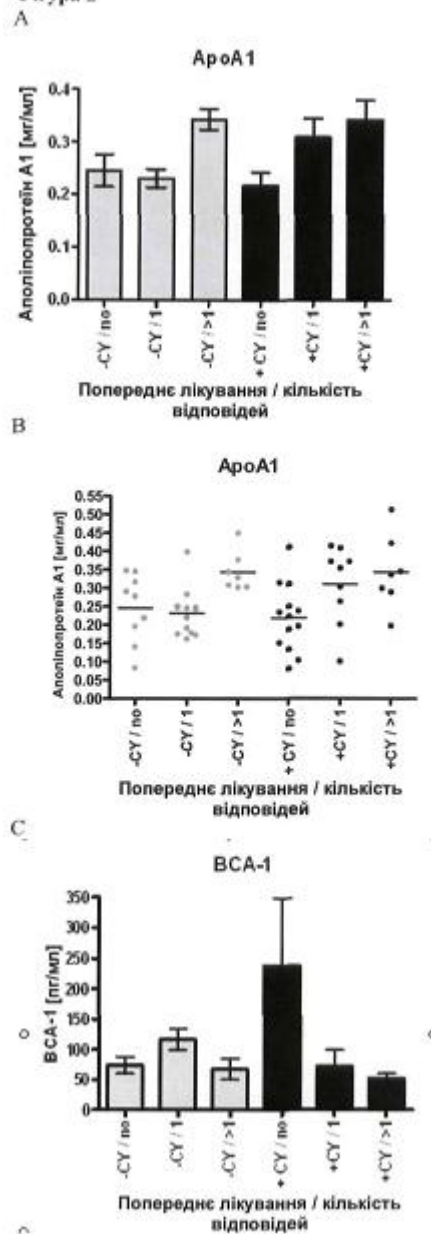 A
ApoA1
Аполіпопротеїн А1 [мг/мл]
0.4
0.3
0.2
0.1
0.0
-CY / no
-CY / 1
-CY / >1
+ CY / no
+CY / 1
+CY / >1
Попереднє лікування / кількість
відповідей
B
ApoA1
Аполіпопротеїн А1 [мг/мл]
0.55
0.50
0.45
0.40
0.35
0.30
0.25
0.20
0.15
0.10
0.05
0.00
-CY / no
-CY / 1
-CY / >1
+ CY / no
+CY / 1
+CY / >1
Попереднє лікування / кількість
відповідей
C
BCA-1
BCA-1 [пг/мл]
350
300
250
200
150
100
50
0
-CY / no
-CY / 1
-CY / >1
+ CY / no
+CY / 1
+CY / >1
Попереднє лікування / кількість
відповідей